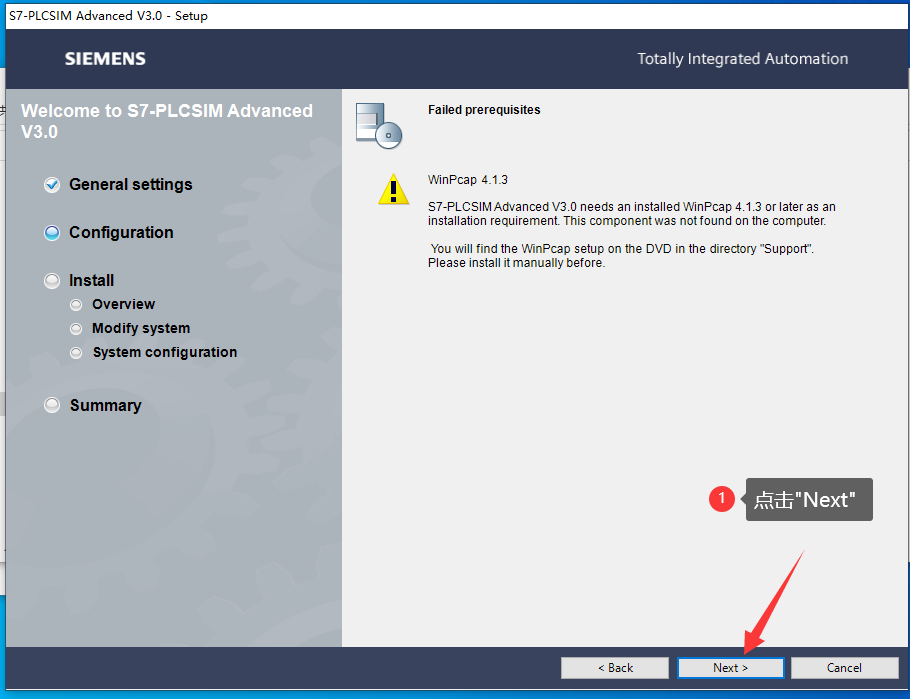 S7-PLCSIM Advanced V3.0 - Setup
SIEMENS
Totally Integrated Automation
Welcome to S7-PLCSIM Advanced
V3.0
General settings
Configuration
Install
Overview
Modify system
System configuration
Summary
Failed prerequisites
WinPcap 4.1.3
S7-PLCSIM Advanced V3.0 needs an installed WinPcap 4.1.3 or later as an
installation requirement. This component was not found on the computer.
You will find the WinPcap setup on the DVD in the directory "Support".
Please install it manually before.
1
点击"Next"
< Back
Next >
Cancel